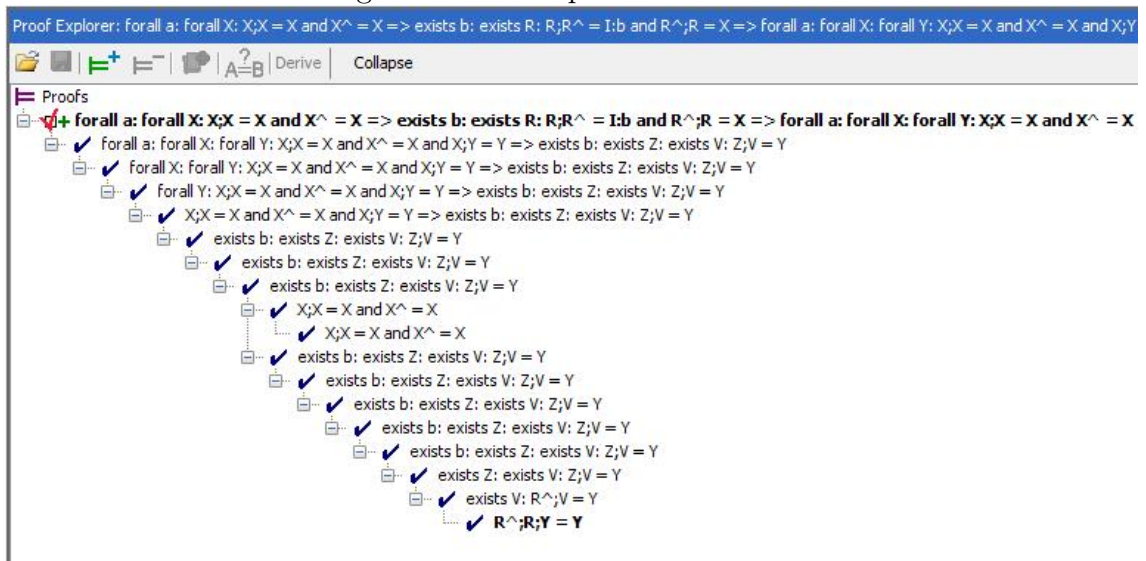 Proof Explorer: forall a: forall X: X;X = X and X^ = X => exists b: exists R: R;R^ = I:b and R^;R = X => forall a: forall X: forall Y: X;X = X and X^ = X and X;Y
A=B Derive Collapse
Proofs
forall a: forall X: X;X = X and X^ = X => exists b: exists R: R;R^ = I:b and R^;R = X => forall a: forall X: forall Y: X;X = X and X^ = X
forall a: forall X: forall Y: X;X = X and X^ = X and X;Y = Y => exists b: exists Z: exists V: Z;V = Y
forall X: forall Y: X;X = X and X^ = X and X;Y = Y => exists b: exists Z: exists V: Z;V = Y
forall Y: X;X = X and X^ = X and X;Y = Y => exists b: exists Z: exists V: Z;V = Y
X;X = X and X^ = X and X;Y = Y => exists b: exists Z: exists V: Z;V = Y
exists b: exists Z: exists V: Z;V = Y
exists b: exists Z: exists V: Z;V = Y
exists b: exists Z: exists V: Z;V = Y
X;X = X and X^ = X
X;X = X and X^ = X
exists b: exists Z: exists V: Z;V = Y
exists b: exists Z: exists V: Z;V = Y
exists b: exists Z: exists V: Z;V = Y
exists b: exists Z: exists V: Z;V = Y
exists b: exists Z: exists V: Z;V = Y
exists Z: exists V: Z;V = Y
exists V: R^;V = Y
R^;R;Y = Y